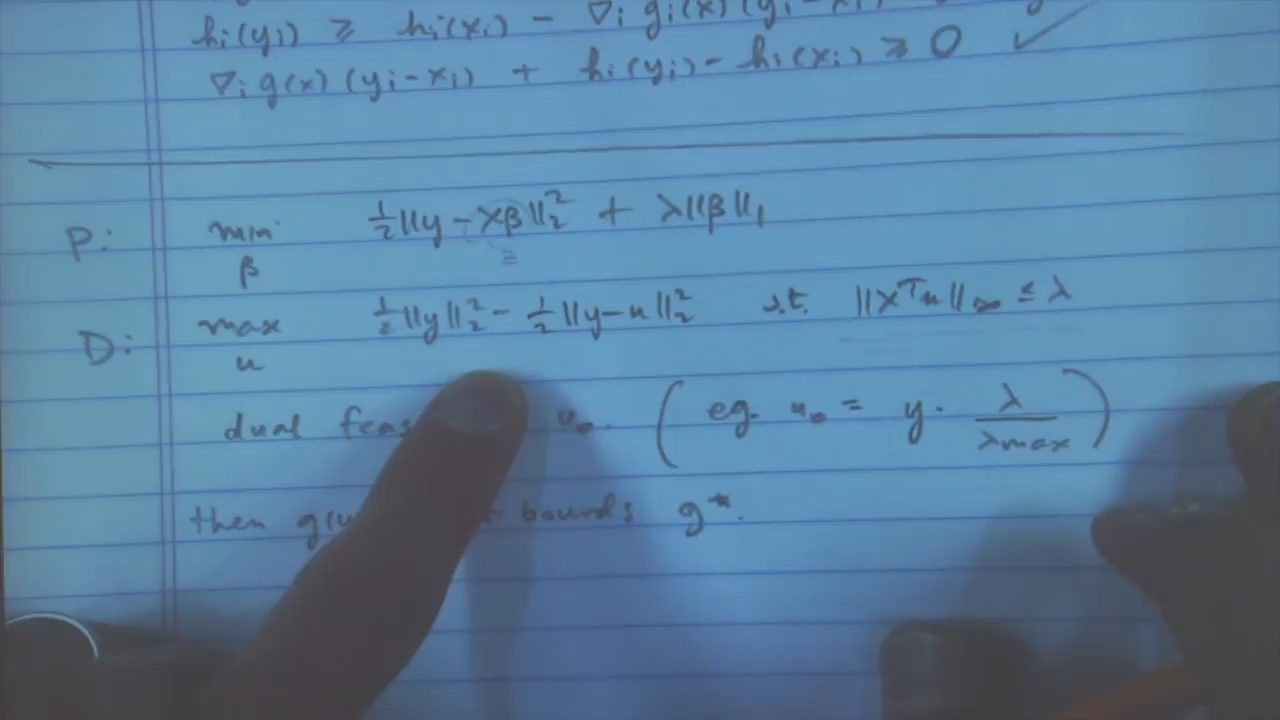 hi(yi) ≥ hi(xi) - ∇i gi(x) (yi - xi)
∇i g(x) (yi - xi) + hi(yi) - hi(xi) ≥ 0 ✓
P: min ½||y - Xβ||₂² + λ||β||₁
β
D: max ½||y||₂² - ½||y-u||₂² s.t. ||Xᵀu||∞ ≤ λ
u
dual u₀. (eg. u₀ = y · λ/λmax)
then bounds g*.